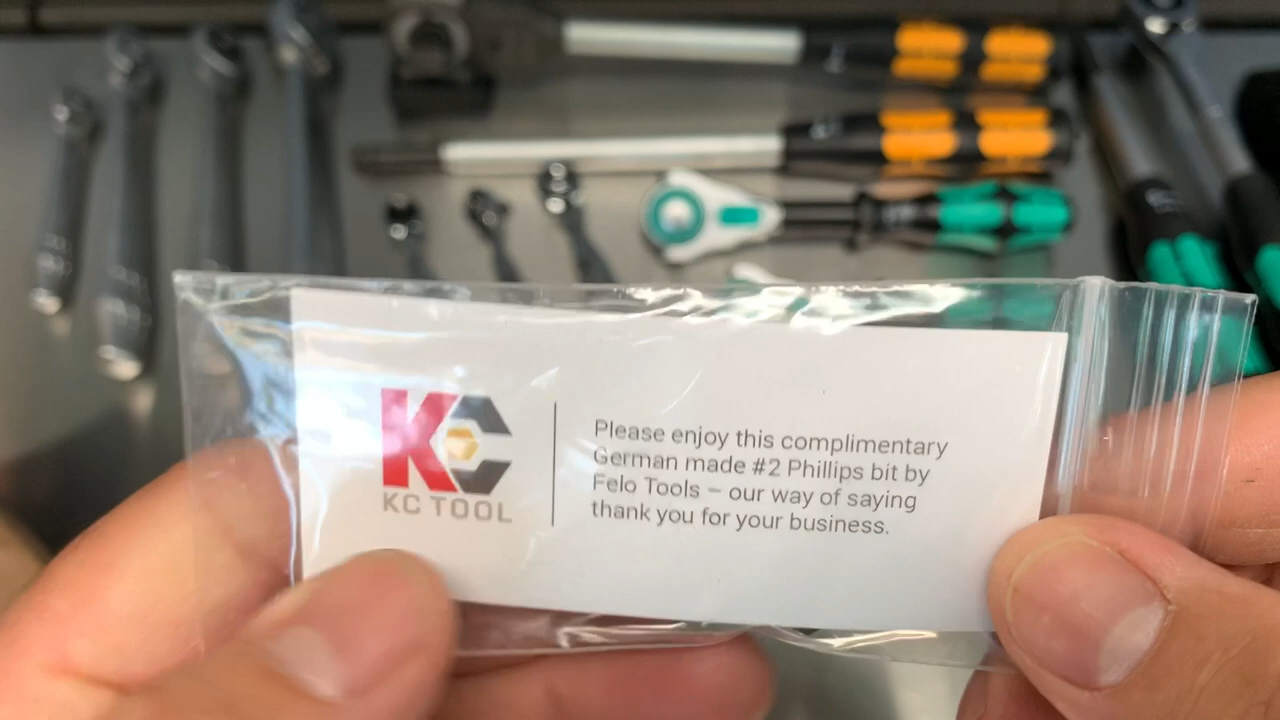 KC
KC TOOL
Please enjoy this complimentary
German made #2 Phillips bit by
Felo Tools – our way of saying
thank you for your business.